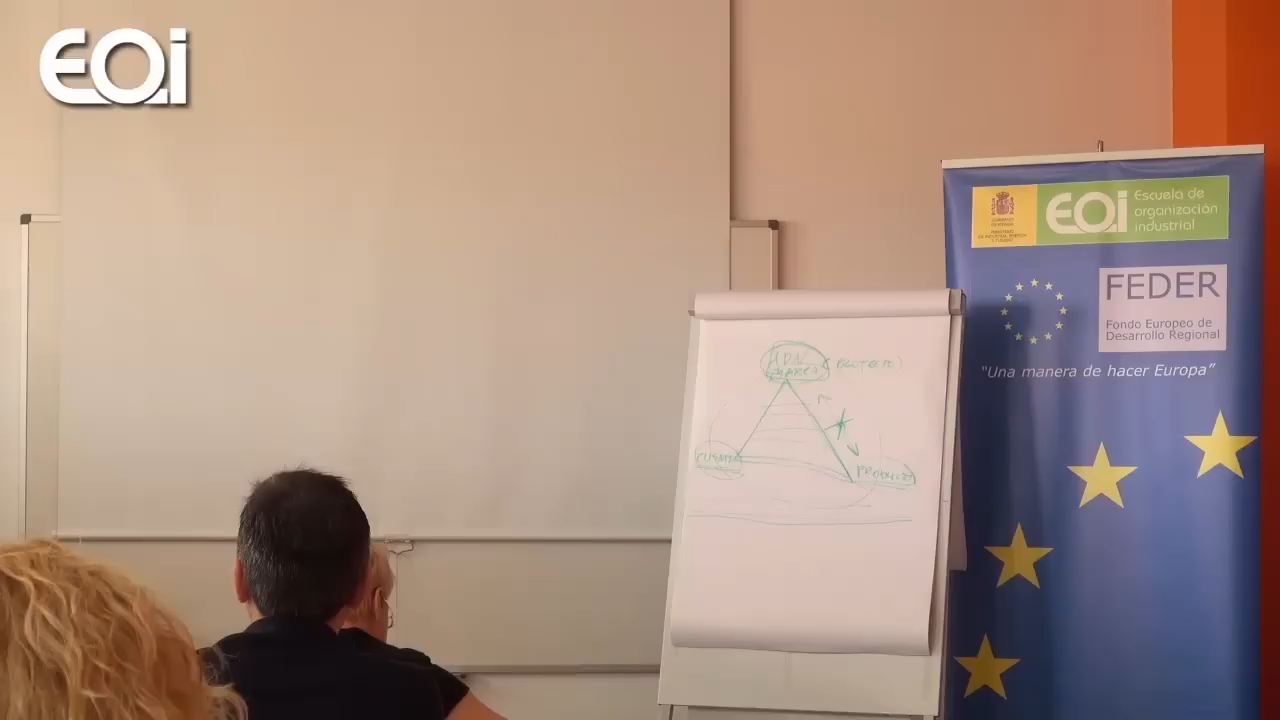 EOi
EOi
Escuela de
organización
industrial
FEDER
Fondo Europeo de
Desarrollo Regional
"Una manera de hacer Europa"
ADN
MARCA
PRODUCTO